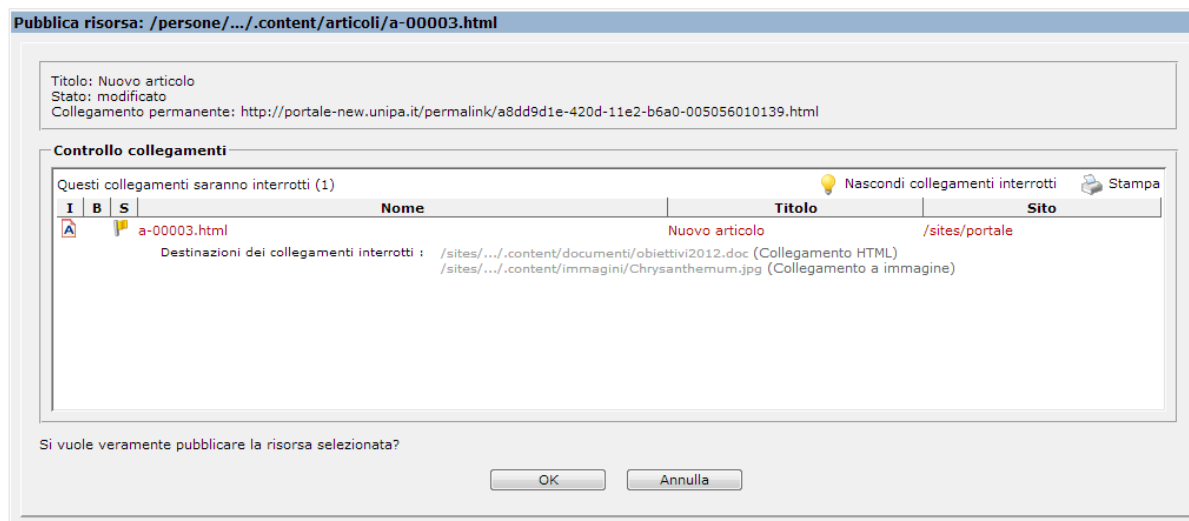 Pubblica risorsa: /persone/.../.content/articoli/a-00003.html
Titolo: Nuovo articolo
Stato: modificato
Collegamento permanente: http://portale-new.unipa.it/permalink/a8dd9d1e-420d-11e2-b6a0-005056010139.html
Controllo collegamenti
Questi collegamenti saranno interrotti (1) Nascondi collegamenti interrotti Stampa
I B S Nome Titolo Sito
a-00003.html Nuovo articolo /sites/portale
Destinazioni dei collegamenti interrotti : /sites/.../.content/documenti/obiettivi2012.doc (Collegamento HTML)
/sites/.../.content/immagini/Chrysanthemum.jpg (Collegamento a immagine)
Si vuole veramente pubblicare la risorsa selezionata?
OK Annulla